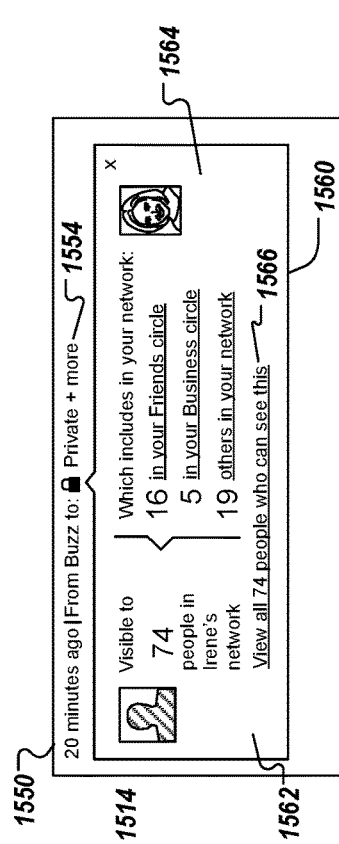 1550
20 minutes ago | From Buzz to: Private + more
1554
1514
x
Visible to
74
people in
Irene's
network
Which includes in your network:
16 in your Friends circle
5 in your Business circle
19 others in your network
View all 74 people who can see this
1566
1562
1560
1564